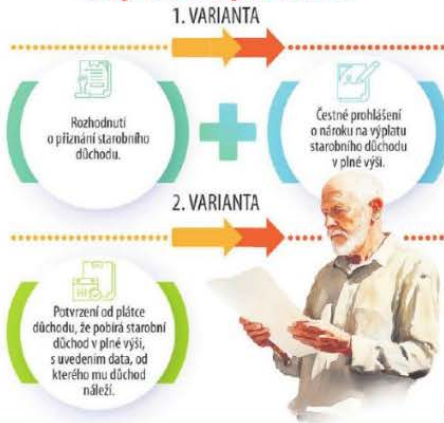 1. VARIANTA
Rozhodnutí
o přiznání starobního
důchodu.
Čestné prohlášení
o nároku na výplatu
starobního důchodu
v plné výši.
2. VARIANTA
Potvrzení od plátce
důchodu, že pobírá starobní
důchod v plné výši,
s uvedením data, od
kterého mu důchod
náleží.